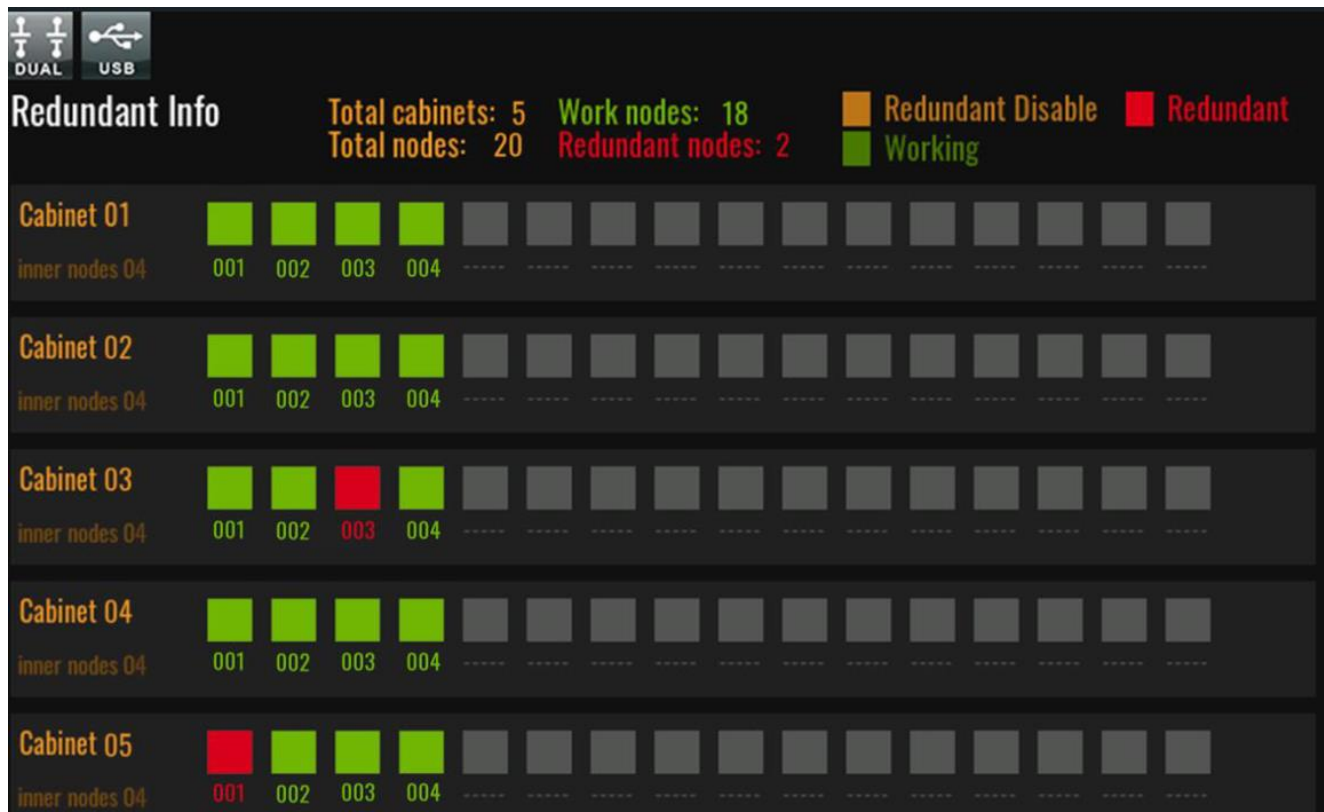 DUAL USB
Redundant Info
Total cabinets: 5 Work nodes: 18
Total nodes: 20 Redundant nodes: 2
Redundant Disable Redundant
Working
Cabinet 01
inner nodes 04 001 002 003 004 ----- ----- ----- ----- ----- ----- ----- ----- ----- ----- ----- -----
Cabinet 02
inner nodes 04 001 002 003 004 ----- ----- ----- ----- ----- ----- ----- ----- ----- ----- ----- -----
Cabinet 03
inner nodes 04 001 002 003 004 ----- ----- ----- ----- ----- ----- ----- ----- ----- ----- ----- -----
Cabinet 04
inner nodes 04 001 002 003 004 ----- ----- ----- ----- ----- ----- ----- ----- ----- ----- ----- -----
Cabinet 05
inner nodes 04 001 002 003 004 ----- ----- ----- ----- ----- ----- ----- ----- ----- ----- ----- -----